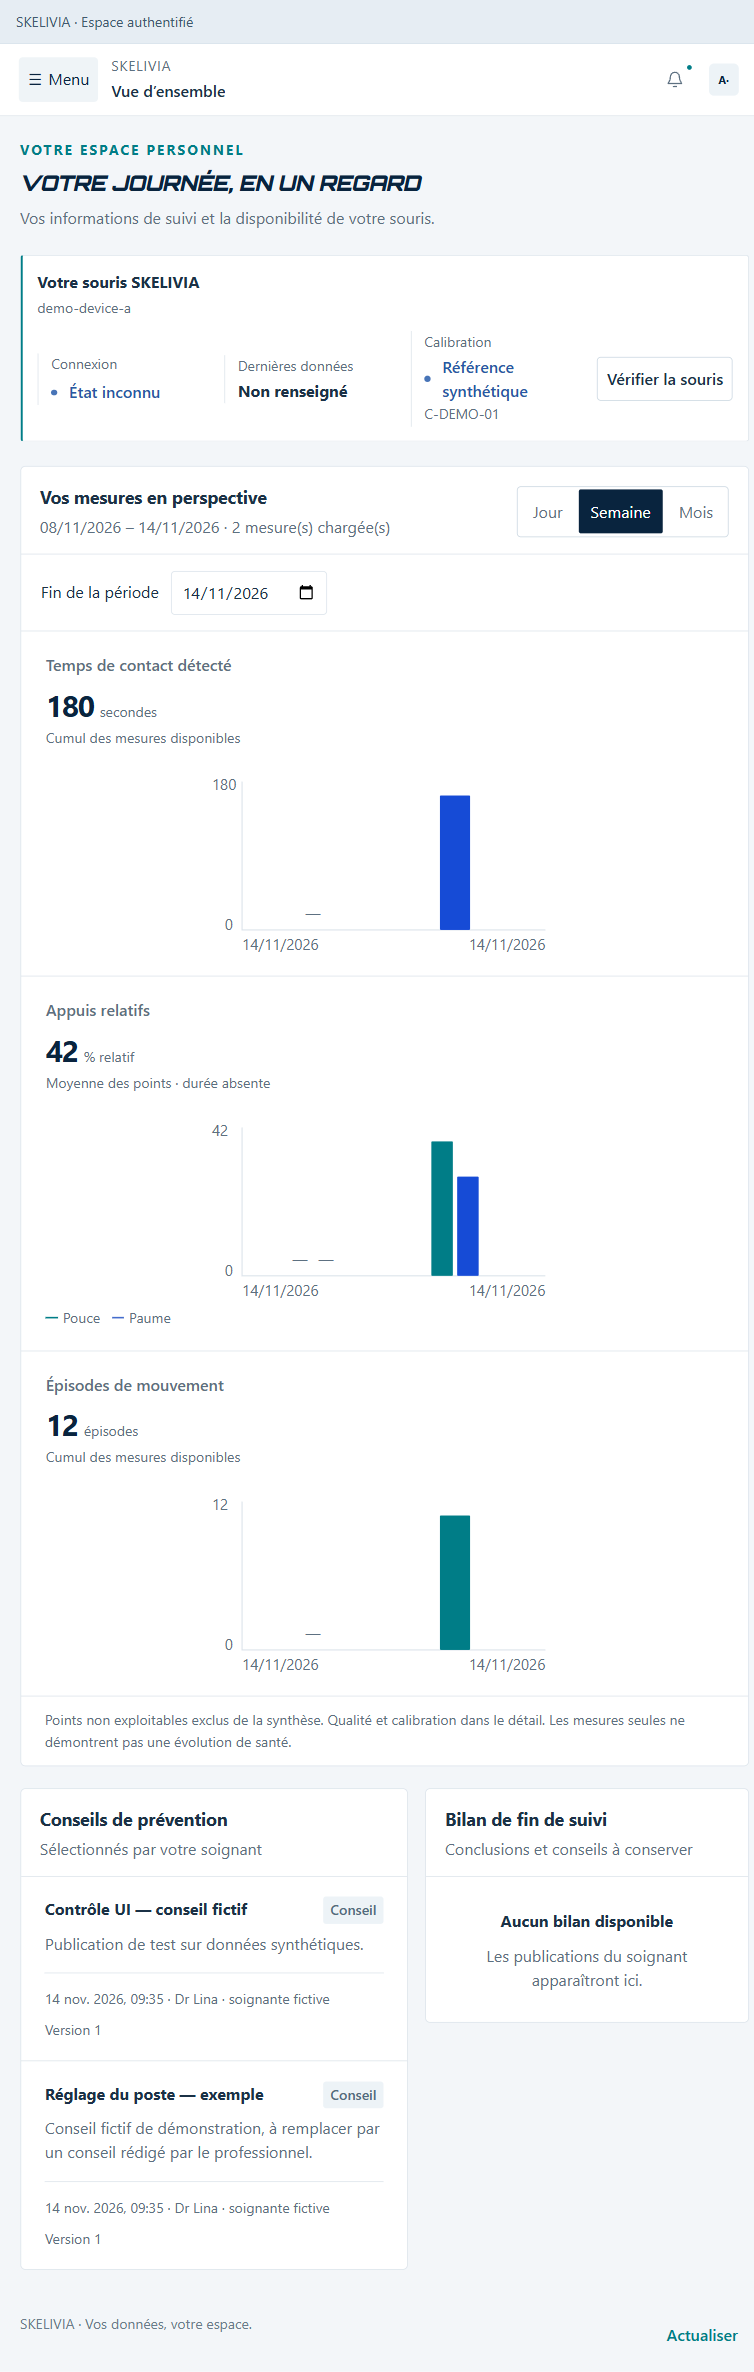 SKELIVIA · Espace authentifié
☰ Menu
SKELIVIA
Vue d'ensemble
A·
VOTRE ESPACE PERSONNEL
VOTRE JOURNÉE, EN UN REGARD
Vos informations de suivi et la disponibilité de votre souris.
Votre souris SKELIVIA
demo-device-a
Connexion
État inconnu
Dernières données
Non renseigné
Calibration
Référence
synthétique
C-DEMO-01
Vérifier la souris
Vos mesures en perspective
08/11/2026 – 14/11/2026 · 2 mesure(s) chargée(s)
Jour
Semaine
Mois
Fin de la période
14/11/2026
Temps de contact détecté
180 secondes
Cumul des mesures disponibles
180
—
0
14/11/2026
14/11/2026
Appuis relatifs
42 % relatif
Moyenne des points · durée absente
42
— —
0
14/11/2026
14/11/2026
Pouce
Paume
Épisodes de mouvement
12 épisodes
Cumul des mesures disponibles
12
—
0
14/11/2026
14/11/2026
Points non exploitables exclus de la synthèse. Qualité et calibration dans le détail. Les mesures seules ne
démontrent pas une évolution de santé.
Conseils de prévention
Sélectionnés par votre soignant
Contrôle UI — conseil fictif
Conseil
Publication de test sur données synthétiques.
14 nov. 2026, 09:35 · Dr Lina · soignante fictive
Version 1
Réglage du poste — exemple
Conseil
Conseil fictif de démonstration, à remplacer par
un conseil rédigé par le professionnel.
14 nov. 2026, 09:35 · Dr Lina · soignante fictive
Version 1
Bilan de fin de suivi
Conclusions et conseils à conserver
Aucun bilan disponible
Les publications du soignant
apparaîtront ici.
SKELIVIA · Vos données, votre espace.
Actualiser